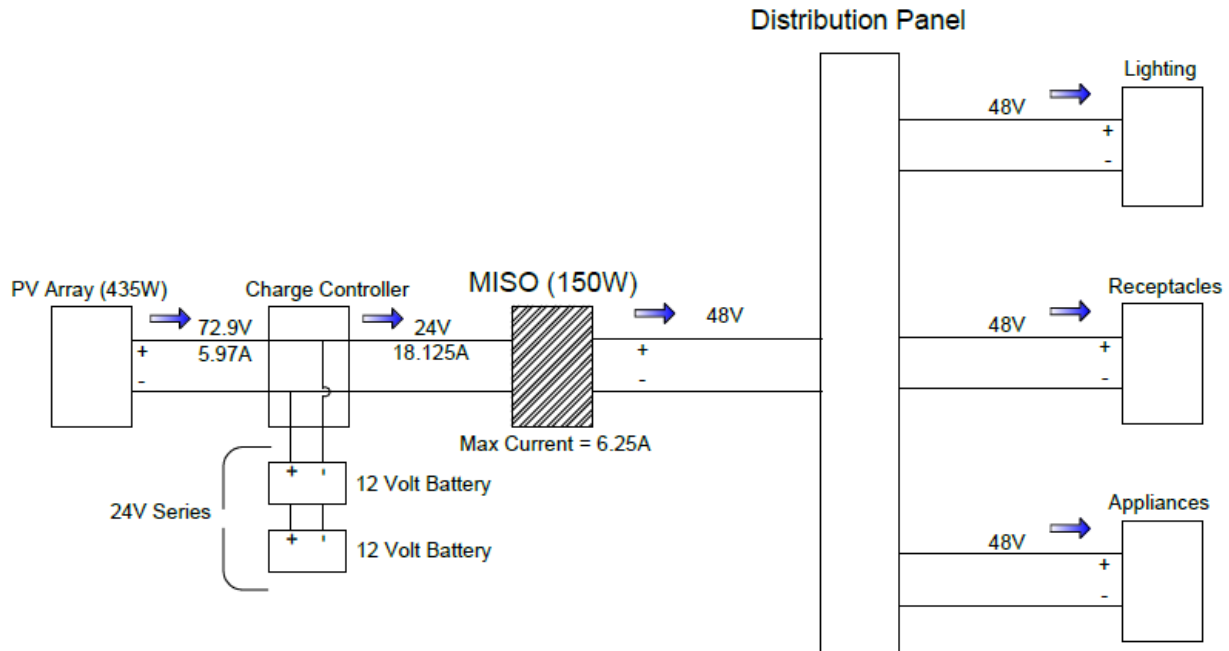 Distribution Panel
Lighting
48V
+
-
PV Array (435W)
Charge Controller
MISO (150W)
Receptacles
72.9V
24V
48V
48V
+
5.97A
18.125A
+
+
-
-
-
Max Current = 6.25A
24V Series
+ -
12 Volt Battery
+ -
12 Volt Battery
Appliances
48V
+
-